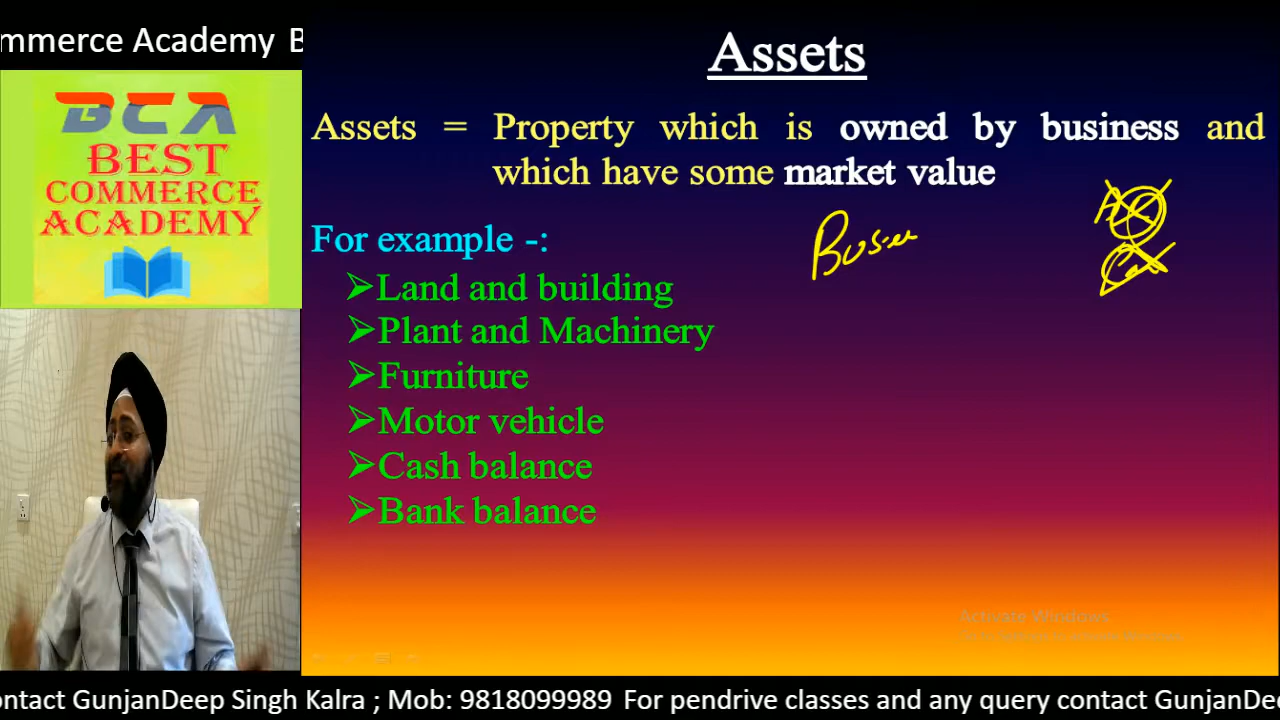 mmerce Academy B
BCA
BEST
COMMERCE
ACADEMY
Assets
Assets = Property which is owned by business and
which have some market value
For example -:
➢Land and building
➢Plant and Machinery
➢Furniture
➢Motor vehicle
➢Cash balance
➢Bank balance
Activate Windows
ontact GunjanDeep Singh Kalra ; Mob: 9818099989 For pendrive classes and any query contact GunjanDee